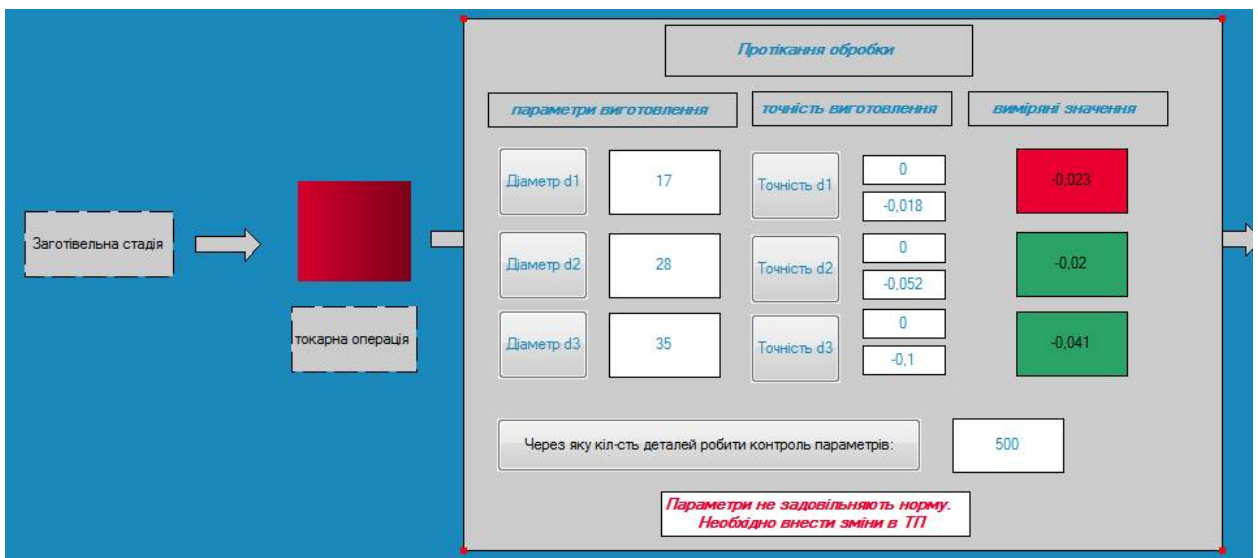 Протікання обробки
параметри виготовлення
точність виготовлення
виміряні значення
Діаметр d1
17
Точність d1
0
-0,018
-0,023
Заготівельна стадія
Діаметр d2
28
Точність d2
0
-0,052
-0,02
токарна операція
Діаметр d3
35
Точність d3
0
-0,1
-0,041
Через яку кіл-сть деталей робити контроль параметрів:
500
Параметри не задовільняють норму.
Необхідно внести зміни в ТП